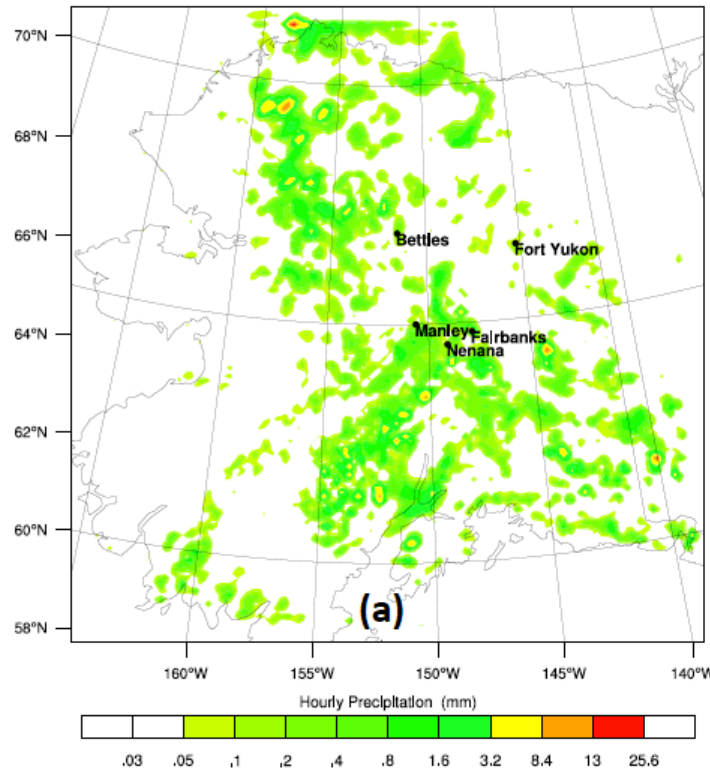 70°N
68°N
66°N
Bettles
Fort Yukon
64°N
Manley
Fairbanks
Nenana
62°N
60°N
(a)
58°N
160°W 155°W 150°W 145°W 140°W
Hourly Precipitation (mm)
.03 .05 .1 .2 .4 .8 1.6 3.2 8.4 13 25.6